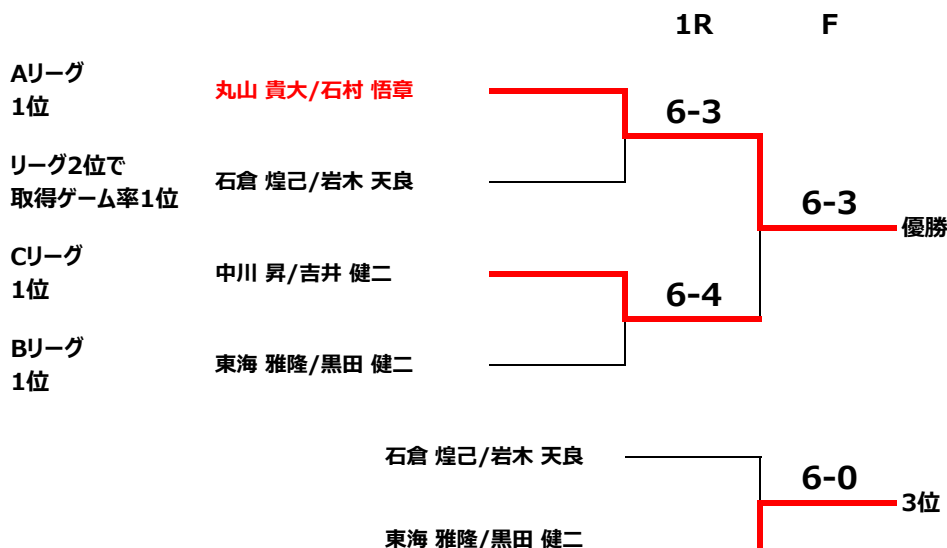 1R F
Aリーグ
1位
丸山 貴大/石村 悟章
6-3
リーグ2位で
取得ゲーム率1位
石倉 煌己/岩木 天良
6-3
優勝
Cリーグ
1位
中川 昇/吉井 健二
6-4
Bリーグ
1位
東海 雅隆/黒田 健二
石倉 煌己/岩木 天良
6-0
3位
東海 雅隆/黒田 健二